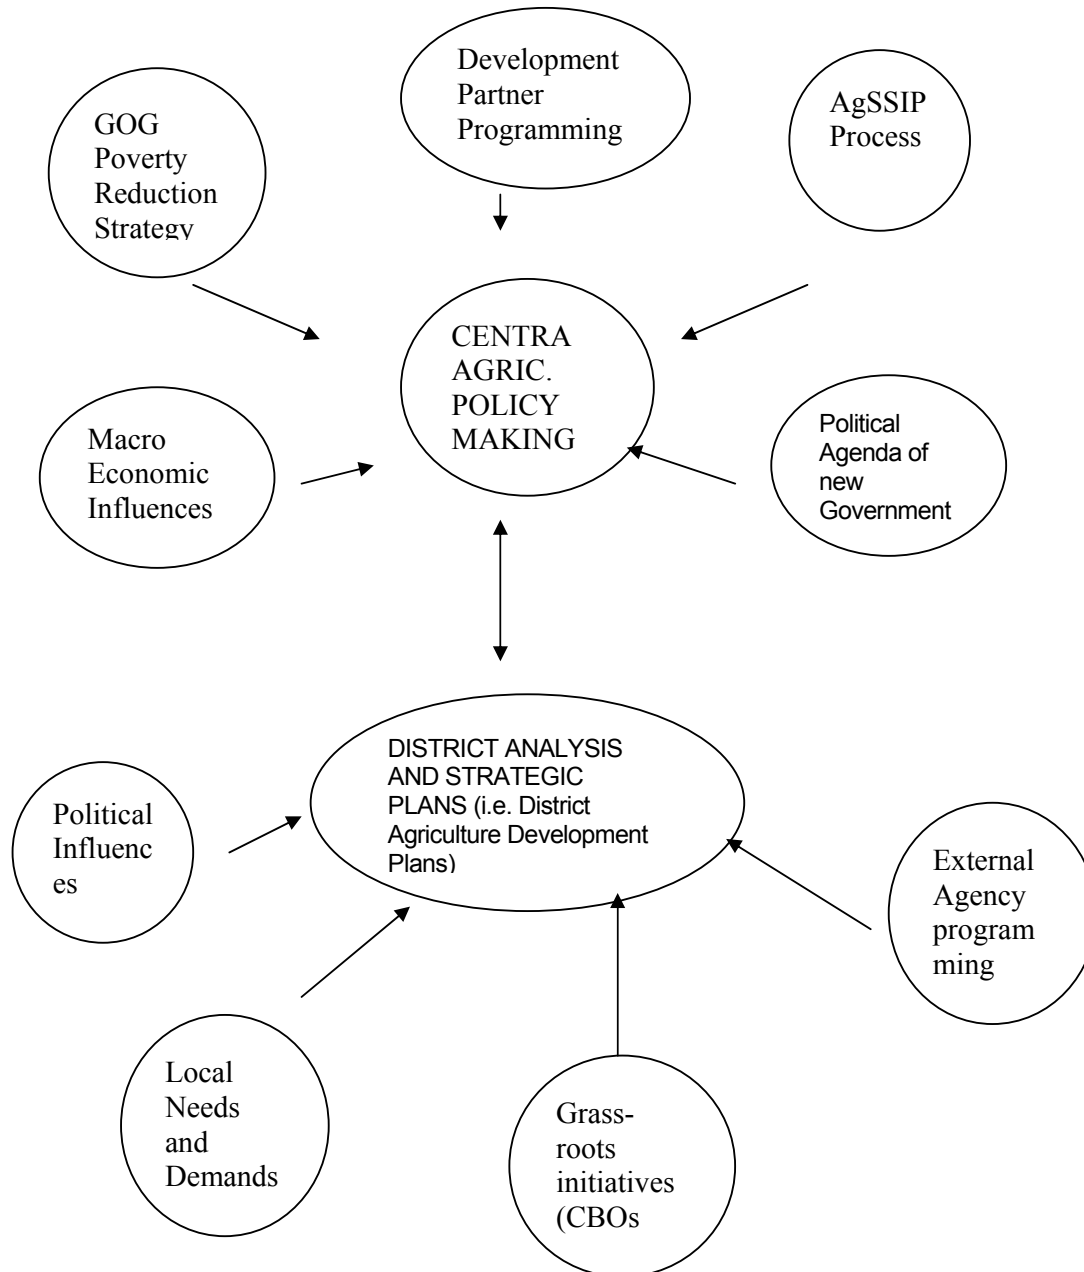 Development
Partner
Programming
AgSSIP
Process
GOG
Poverty
Reduction
Strategy
CENTRA
AGRIC.
POLICY
MAKING
Macro
Economic
Influences
Political
Agenda of
new
Government
DISTRICT ANALYSIS
AND STRATEGIC
PLANS (i.e. District
Agriculture Development
Plans)
Political
Influenc
es
External
Agency
programm
ming
Local
Needs
and
Demands
Grass-
roots
initiatives
(CBOs